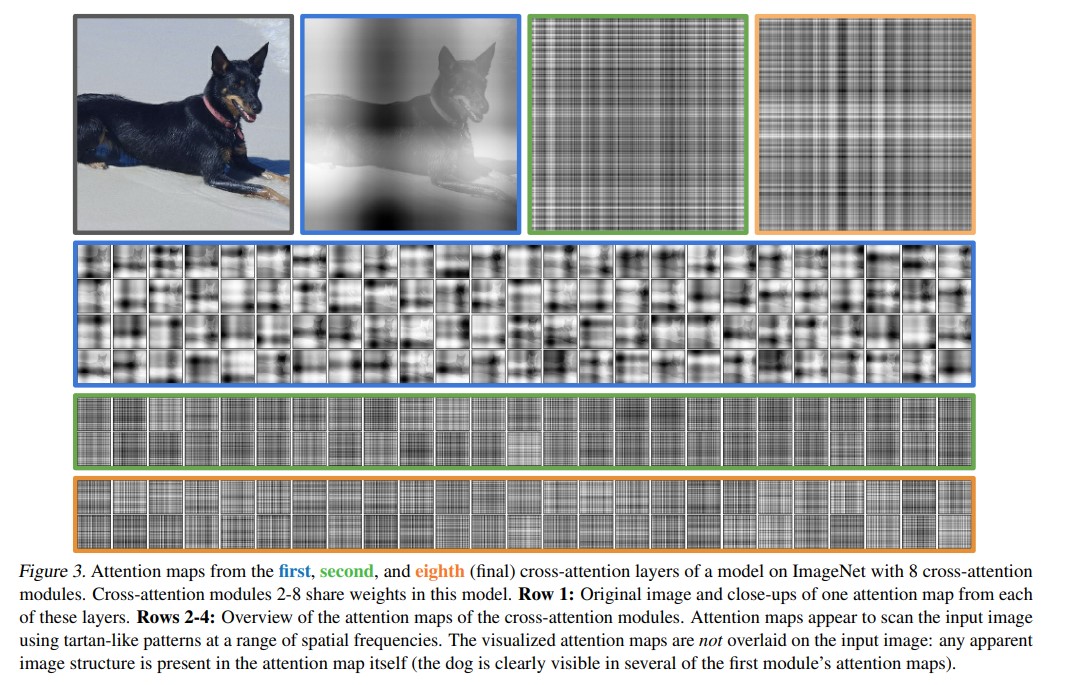 Figure 3. Attention maps from the first, second, and eighth (final) cross-attention layers of a model on ImageNet with 8 cross-attention
modules. Cross-attention modules 2-8 share weights in this model. Row 1: Original image and close-ups of one attention map from each
of these layers. Rows 2-4: Overview of the attention maps of the cross-attention modules. Attention maps appear to scan the input image
using tartan-like patterns at a range of spatial frequencies. The visualized attention maps are not overlaid on the input image: any apparent
image structure is present in the attention map itself (the dog is clearly visible in several of the first module's attention maps).